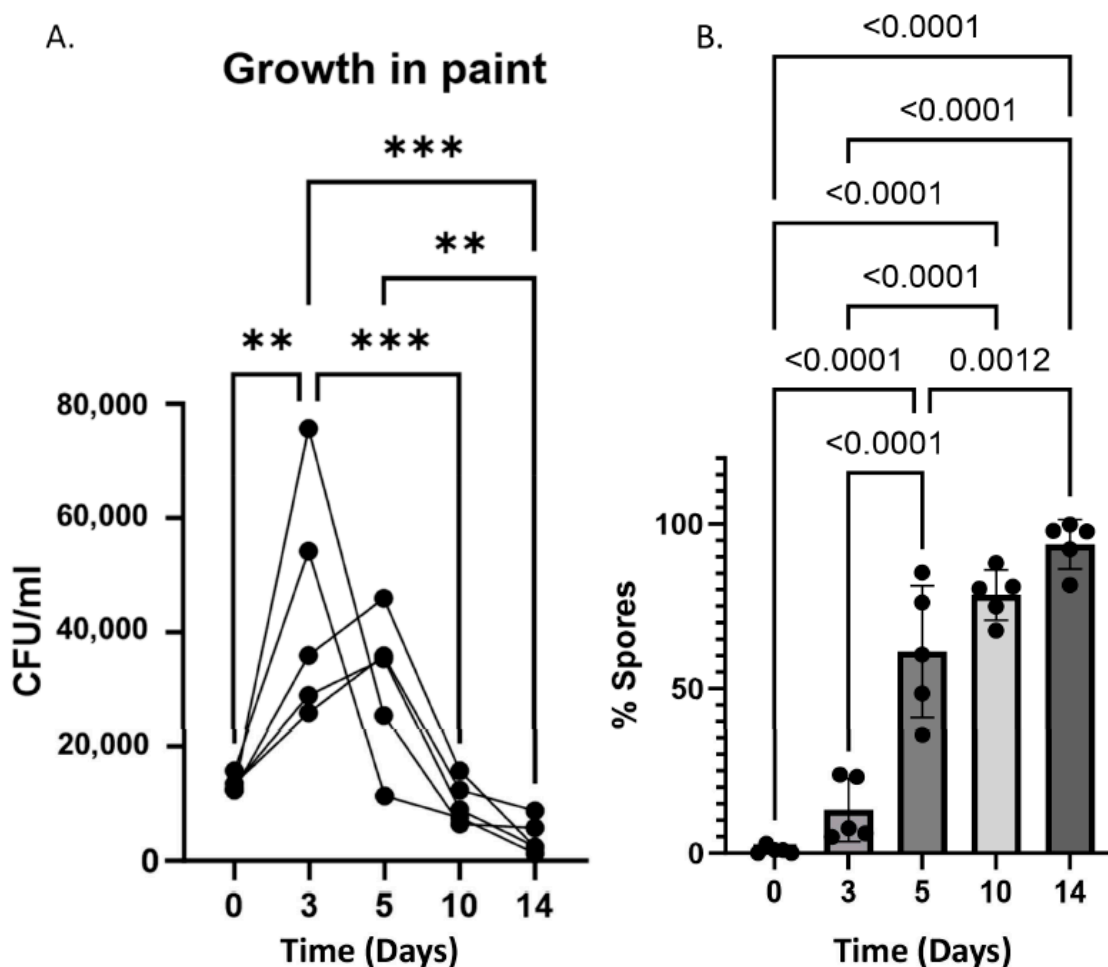 A.
Growth in paint
***
**
** ***
80,000
60,000
40,000
20,000
0
CFU/ml
0 3 5 10 14
Time (Days)
B.
<0.0001
<0.0001
<0.0001
<0.0001
<0.0001 0.0012
<0.0001
100
50
0
% Spores
0 3 5 10 14
Time (Days)